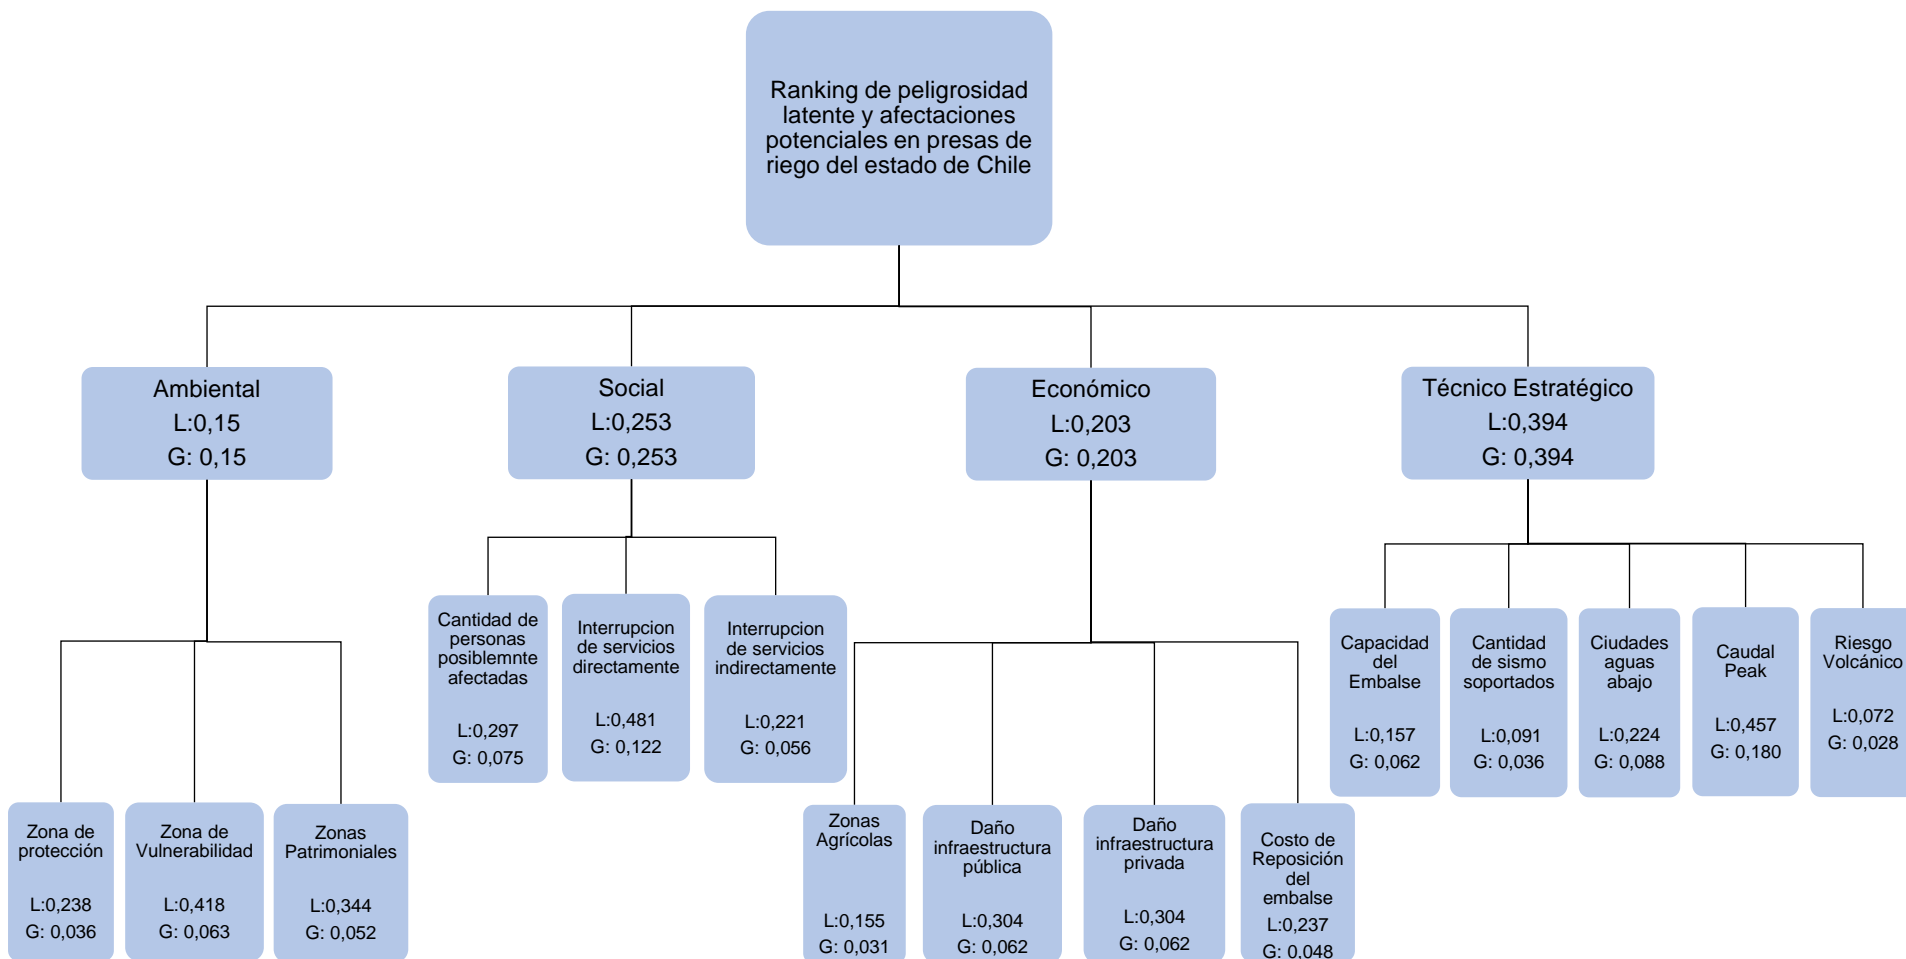 Ranking de peligrosidad
latente y afectaciones
potenciales en presas de
riego del estado de Chile
Ambiental
L:0,15
G: 0,15
Social
L:0,253
G: 0,253
Económico
L:0,203
G: 0,203
Técnico Estratégico
L:0,394
G: 0,394
Zona de
protección
L:0,238
G: 0,036
Zona de
Vulnerabilidad
L:0,418
G: 0,063
Zonas
Patrimoniales
L:0,344
G: 0,052
Cantidad de
personas
posiblemnte
afectadas
L:0,297
G: 0,075
Interrupcion
de servicios
directamente
L:0,481
G: 0,122
Interrupcion
de servicios
indirectamente
L:0,221
G: 0,056
Zonas
Agrícolas
L:0,155
G: 0,031
Daño
infraestructura
pública
L:0,304
G: 0,062
Daño
infraestructura
privada
L:0,304
G: 0,062
Costo de
Reposición
del
embalse
L:0,237
G: 0,048
Capacidad
del
Embalse
L:0,157
G: 0,062
Cantidad
de sismo
soportados
L:0,091
G: 0,036
Ciudades
aguas
abajo
L:0,224
G: 0,088
Caudal
Peak
L:0,457
G: 0,180
Riesgo
Volcánico
L:0,072
G: 0,028